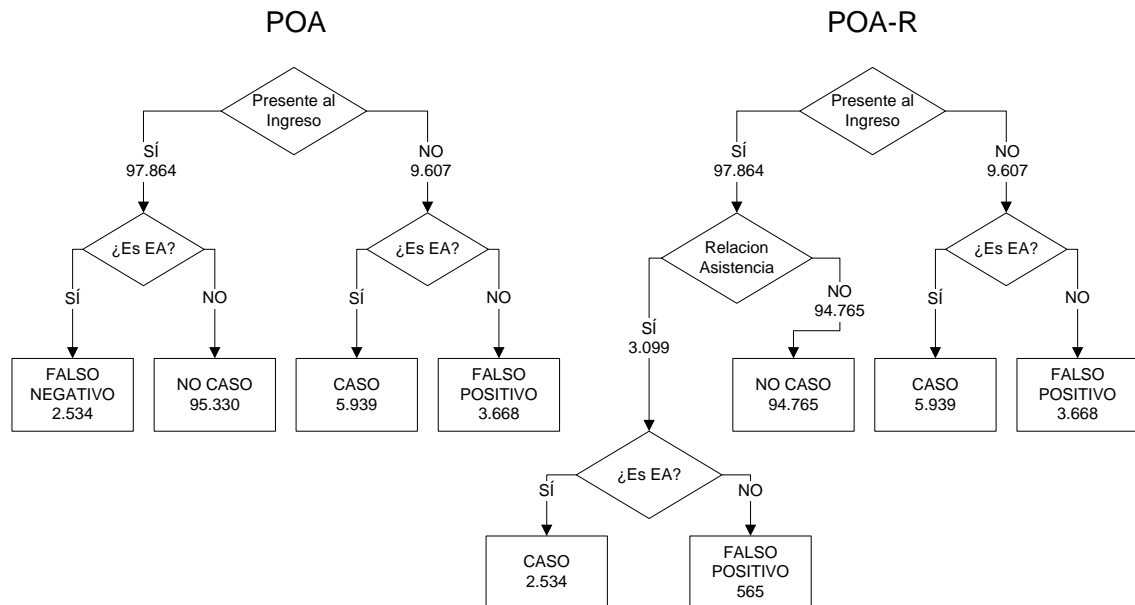 POA
Presente al
Ingreso
SÍ
97.864
NO
9.607
¿Es EA?
¿Es EA?
SÍ
NO
SÍ
NO
FALSO
NEGATIVO
2.534
NO CASO
95.330
CASO
5.939
FALSO
POSITIVO
3.668
POA-R
Presente al
Ingreso
SÍ
97.864
NO
9.607
Relacion
Asistencia
¿Es EA?
SÍ
3.099
NO
94.765
SÍ
NO
NO CASO
94.765
CASO
5.939
FALSO
POSITIVO
3.668
¿Es EA?
SÍ
NO
CASO
2.534
FALSO
POSITIVO
565